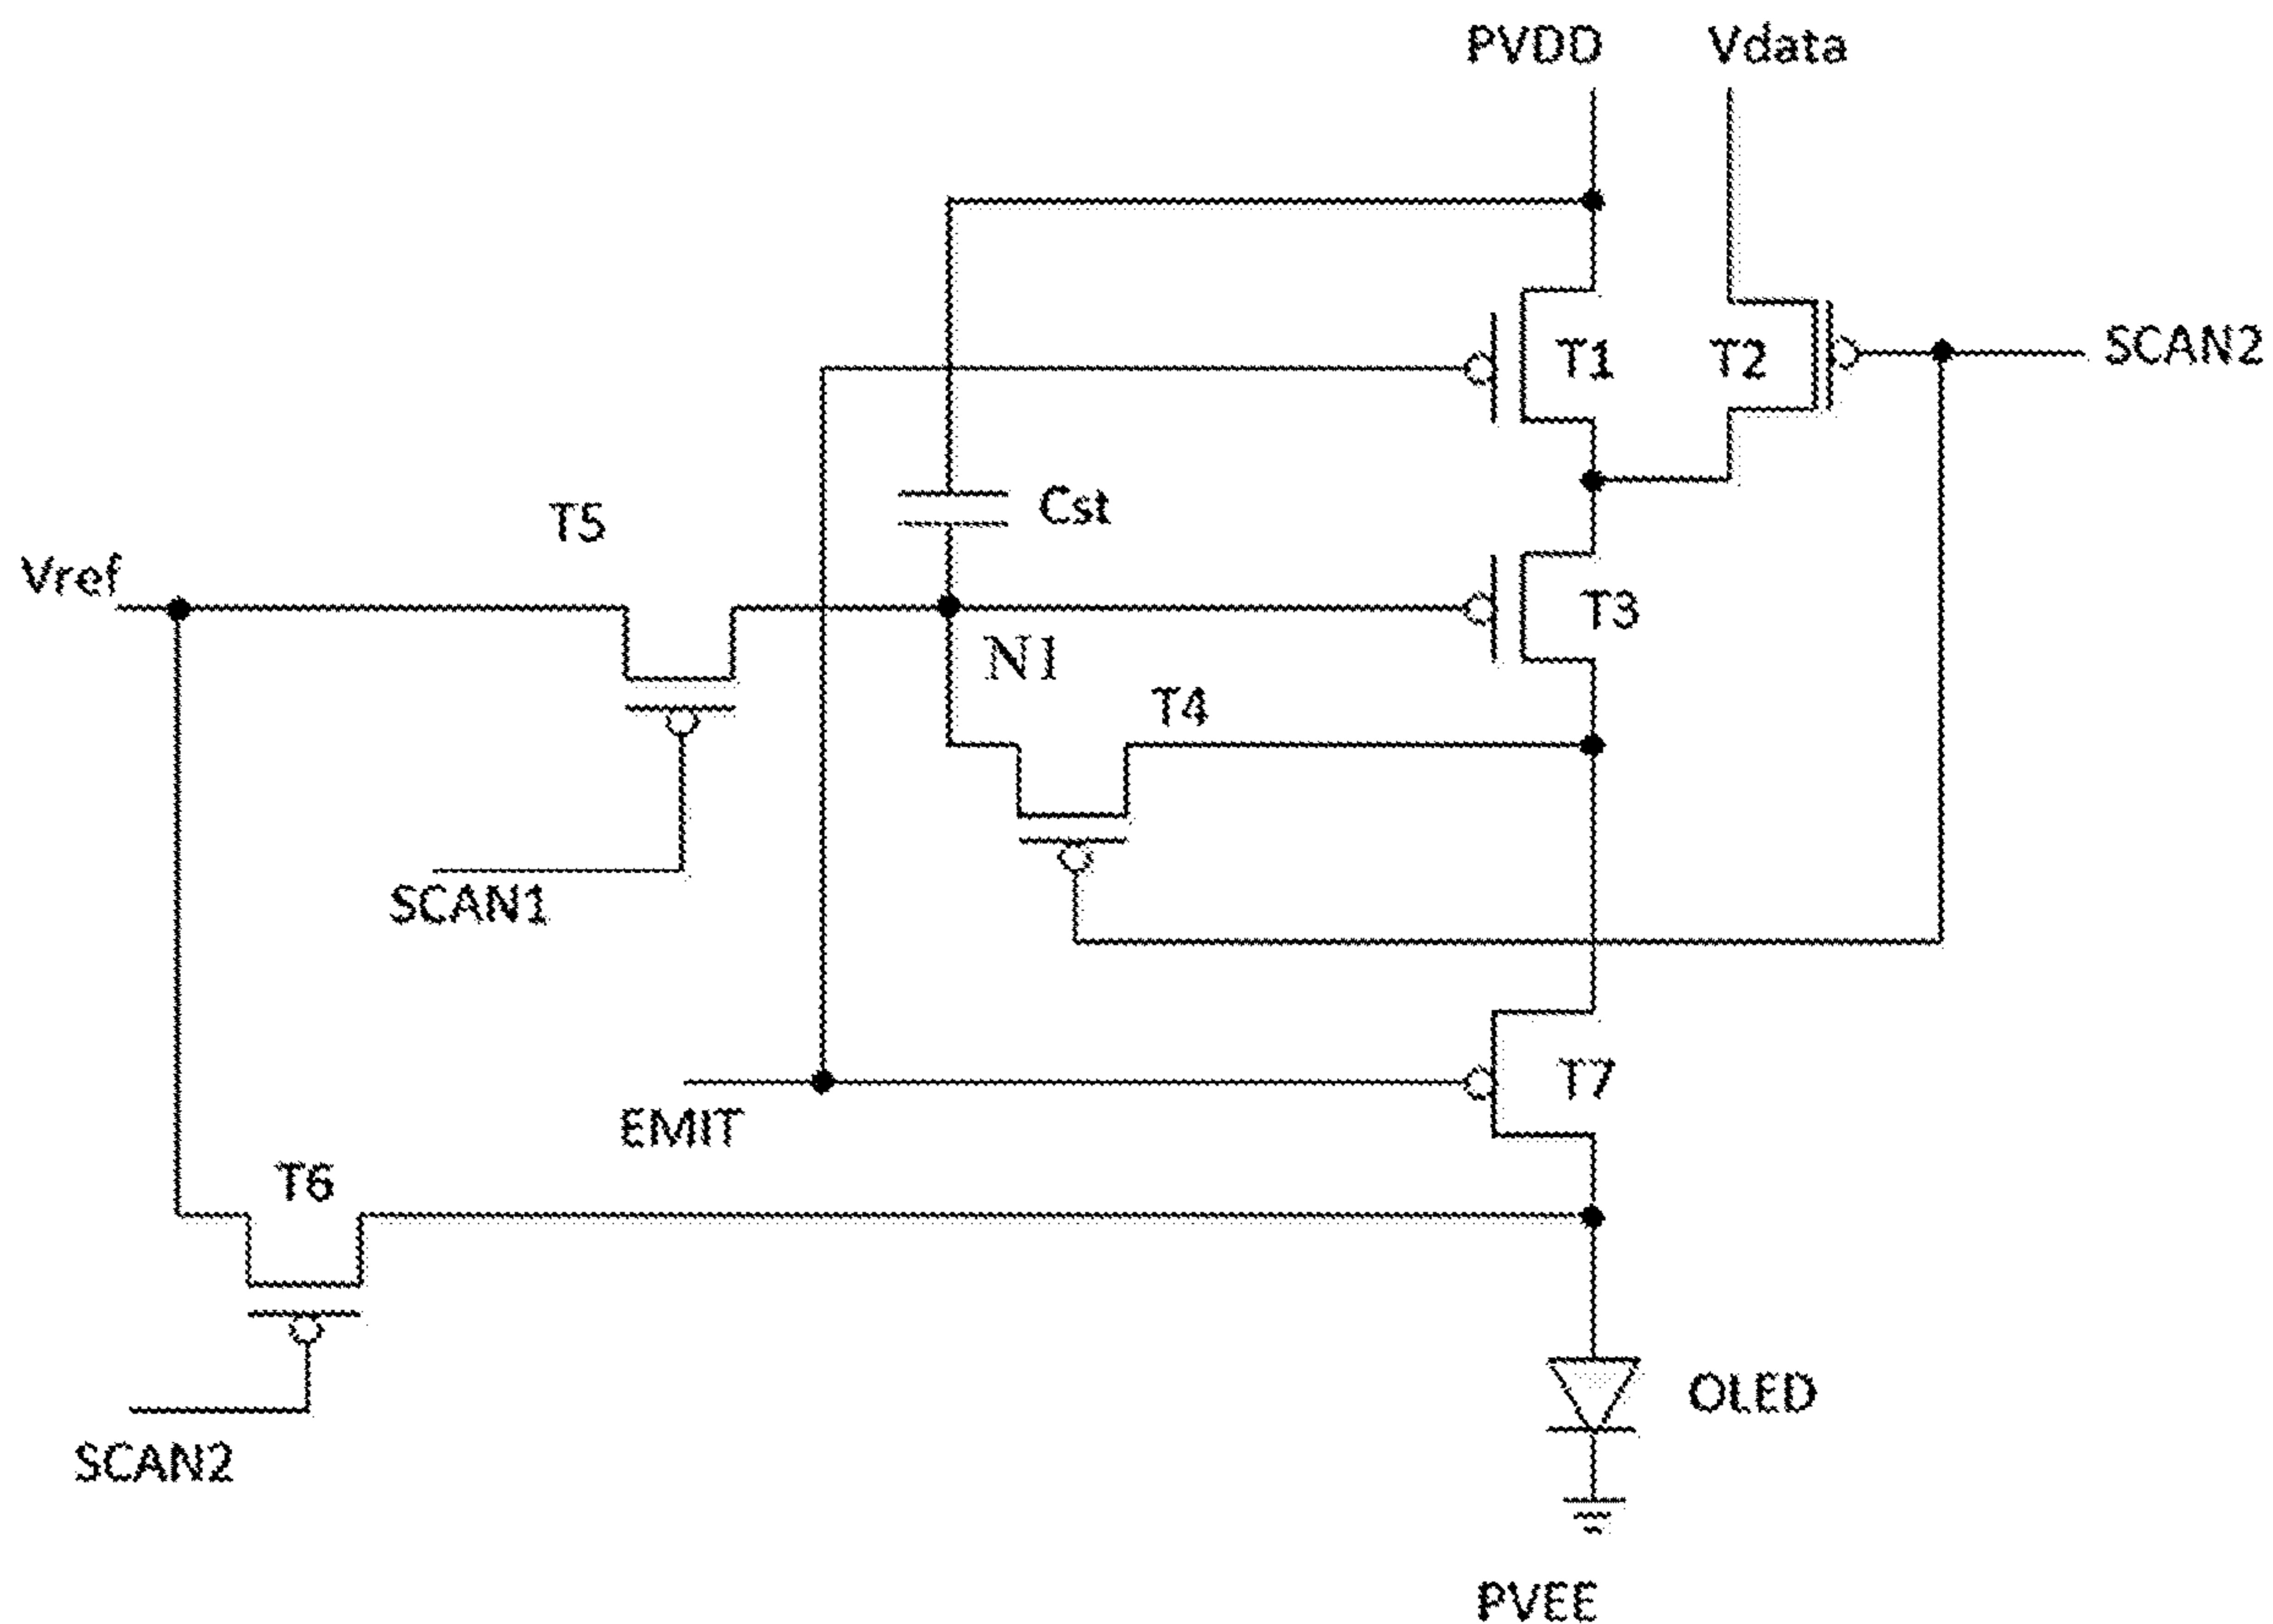 PVDD Vdata
T1 T2 SCAN2
Cst
T5
Vref
T3
N1
T4
SCAN1
T7
EMIT
T6
OLED
SCAN2
PVEE